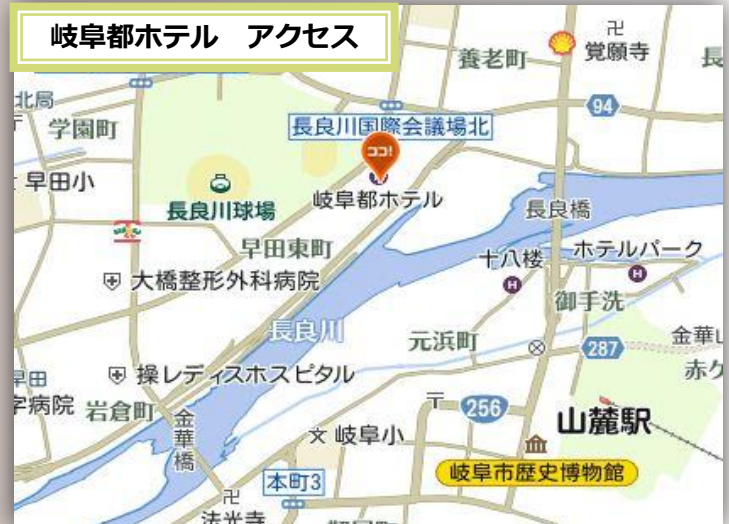 岐阜都ホテル　アクセス
養老町
覚願寺
長
北局
学園町
94
長良川国際会議場北
ココ!
早田小
長良川球場
岐阜都ホテル
長良橋
早田東町
十八楼
ホテルパーク
大橋整形外科病院
御手洗
長良川
元浜町
287
金華山
早田
操レディスホスピタル
赤ケ
字病院
岩倉町
金華橋
256
山麓駅
岐阜小
岐阜市歴史博物館
本町3
法光寺